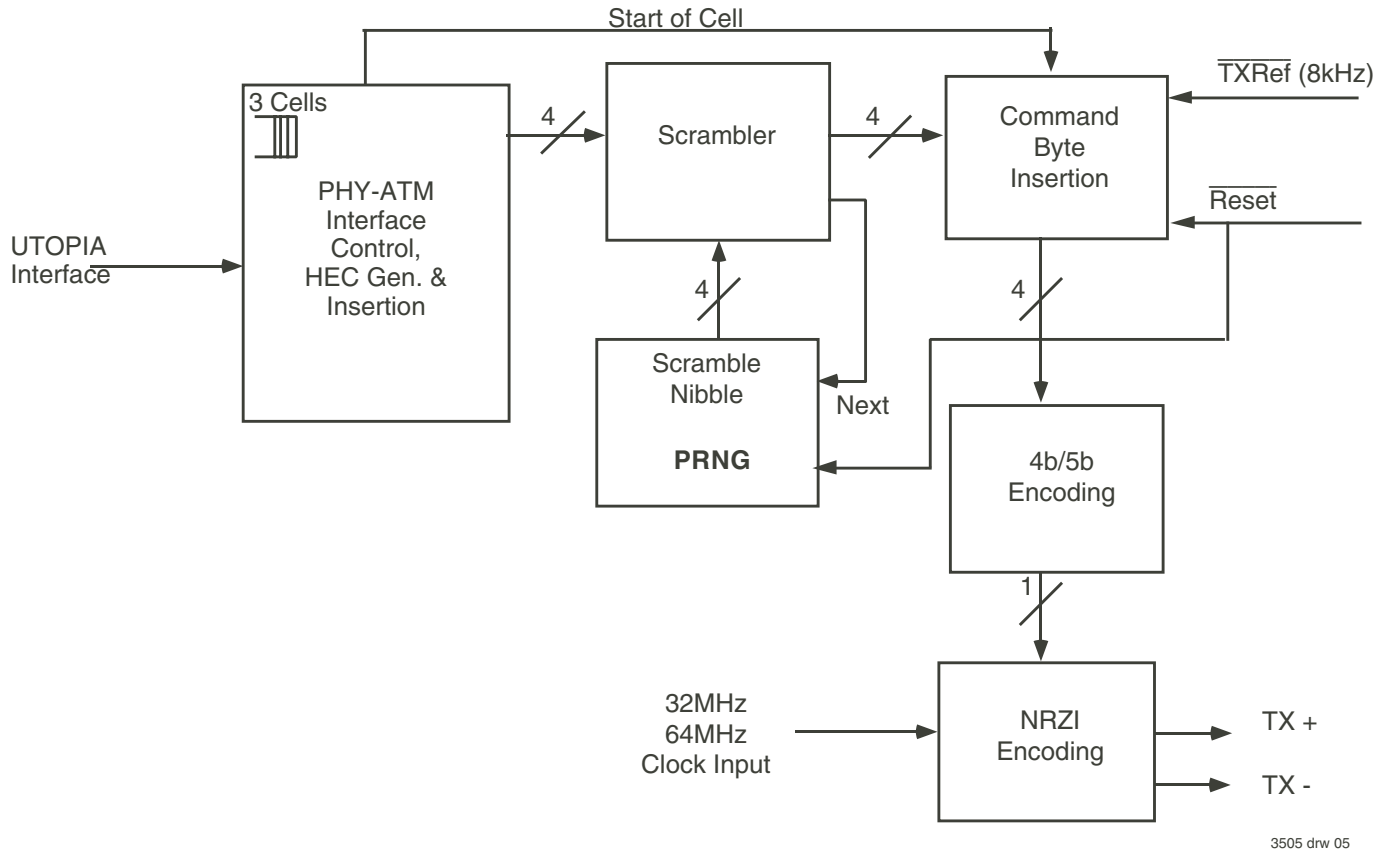 Start of Cell
3 Cells
4
4
TXRef (8kHz)
Scrambler
Command
Byte
Insertion
PHY-ATM
Interface
Control,
HEC Gen. &
Insertion
Reset
UTOPIA
Interface
4
4
Scramble
Nibble
Next
PRNG
4b/5b
Encoding
1
32MHz
64MHz
Clock Input
NRZI
Encoding
TX +
TX -
3505 drw 05